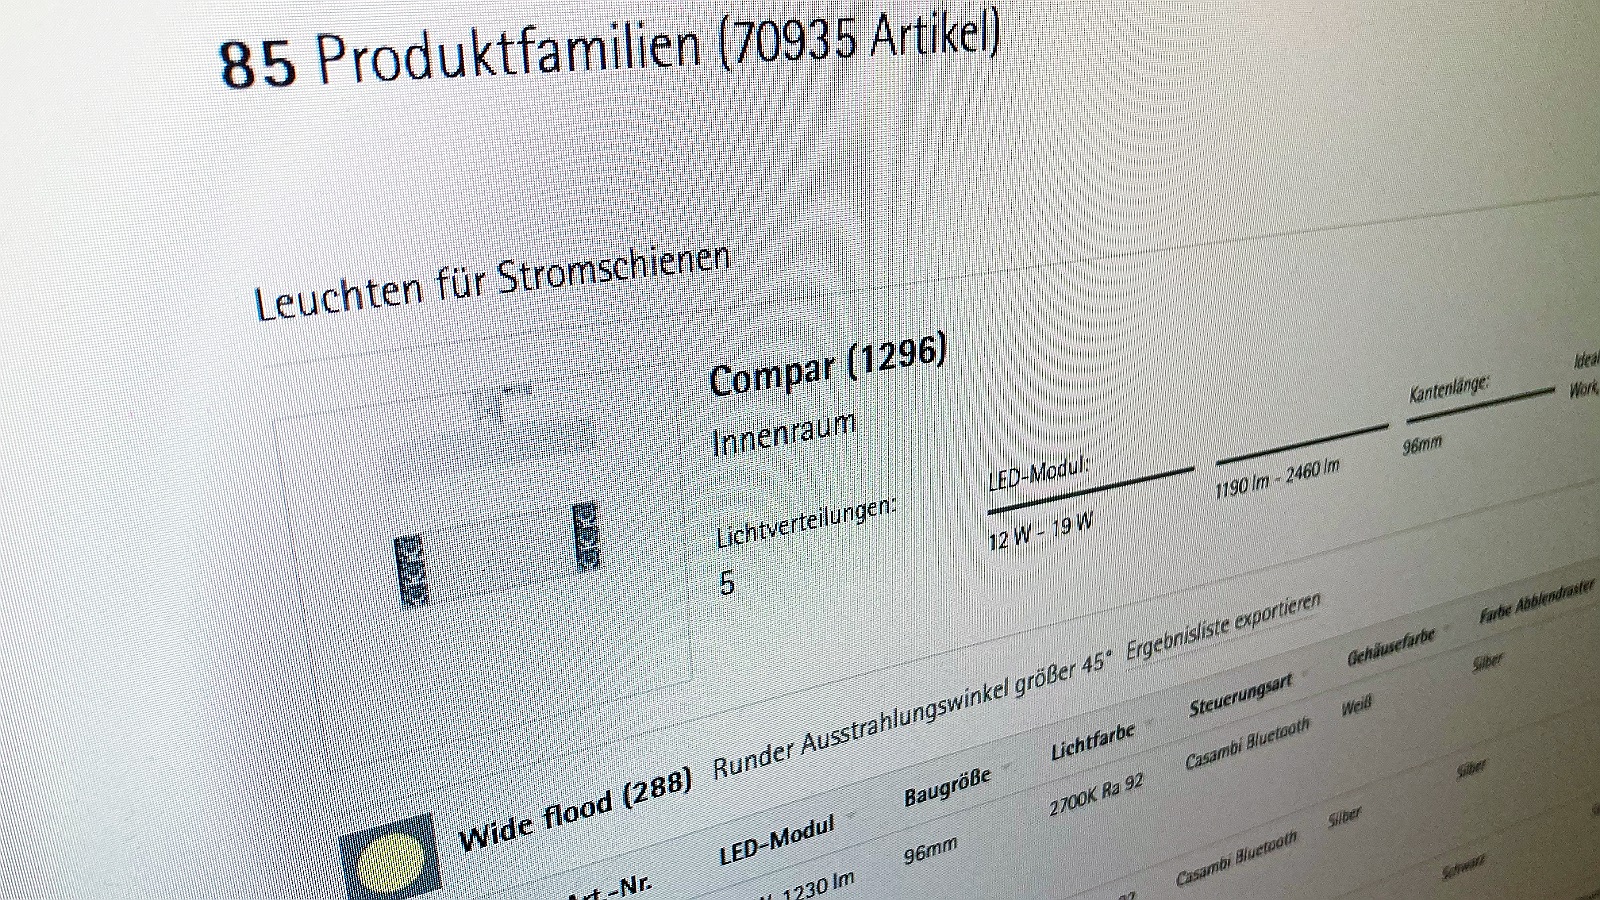 85 Produktfamilien (70935 Artikel)
Leuchten für Stromschienen
Compar (1296)
Innenraum
Lichtverteilungen:
5
LED-Modul:
12 W - 19 W
1190 lm - 2460 lm
Kantenlänge:
96mm
Work,
Wide flood (288) Runder Ausstrahlungswinkel größer 45° Ergebnisliste exportieren
Art.-Nr. LED-Modul Baugröße Lichtfarbe Steuerungsart Gehäusefarbe Farbe Abblendraster
1230 lm 96mm 2700K Ra 92 Casambi Bluetooth Weiß Silber
Casambi Bluetooth Silber Silber
Schwarz